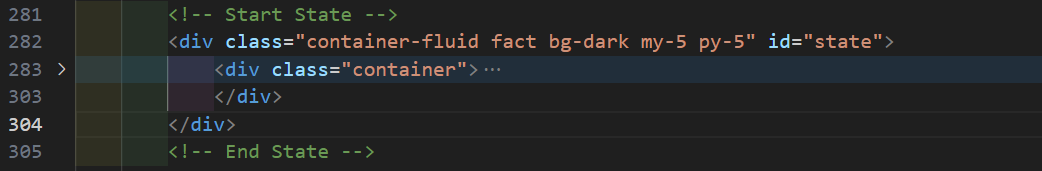 281 <!-- Start State -->
282 <div class="container-fluid fact bg-dark my-5 py-5" id="state">
283 > <div class="container">⋯
303 </div>
304 </div>
305 <!-- End State -->